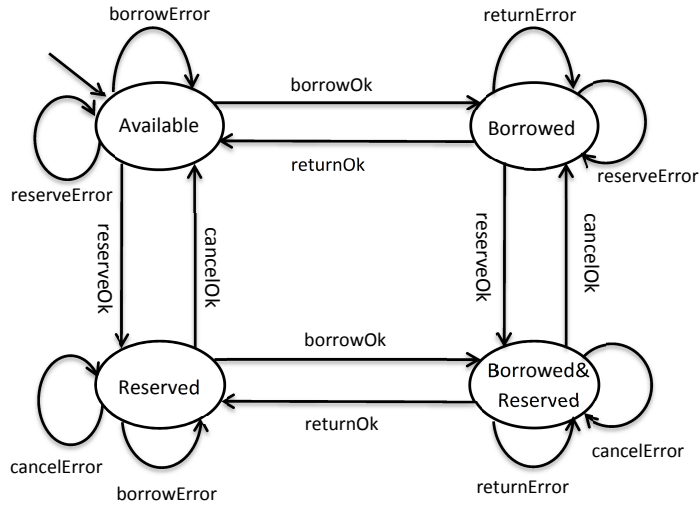 borrowError
returnError
borrowOk
Available
Borrowed
returnOk
reserveError
reserveError
reserveOk
cancelOk
reserveOk
cancelOk
borrowOk
Reserved
Borrowed&
Reserved
returnOk
cancelError
cancelError
borrowError
returnError